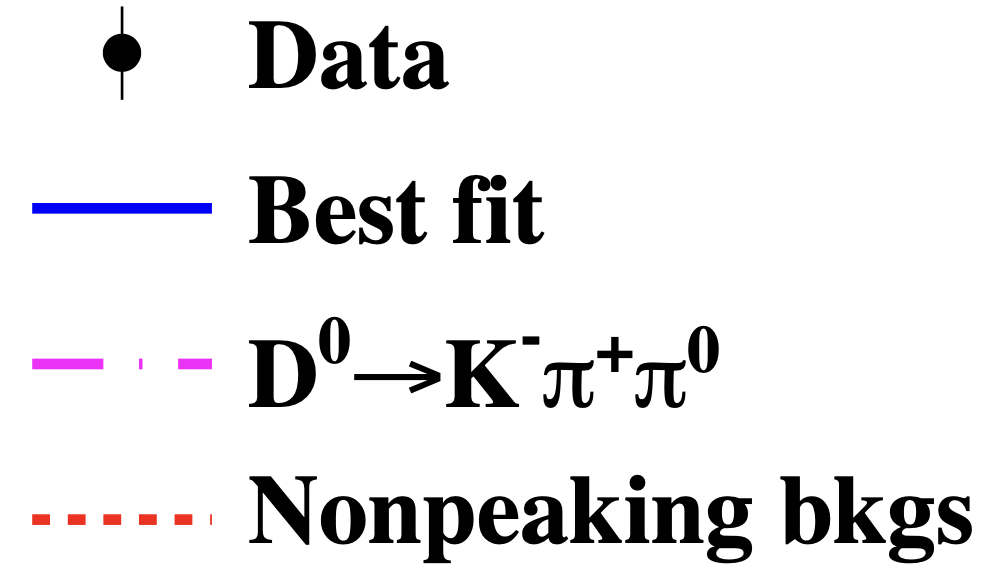 Data
Best fit
D⁰→K⁻π⁺π⁰
Nonpeaking bkgs